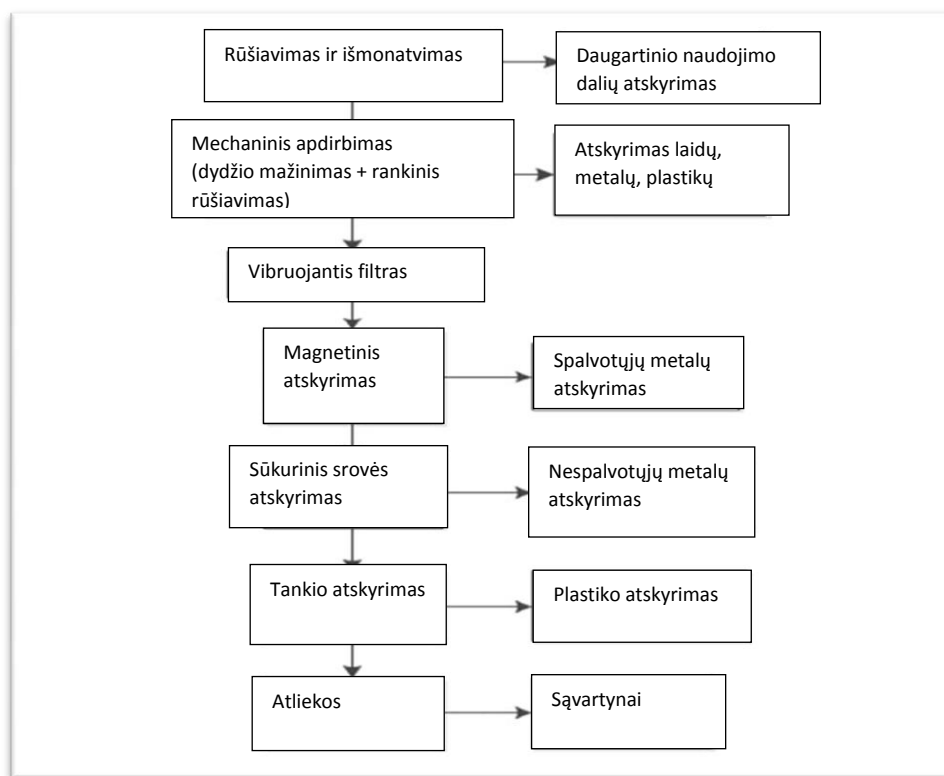 Rūšiavimas ir išmonatvimas
Daugartinio naudojimo
dalių atskyrimas
Mechaninis apdirbimas
(dydžio mažinimas + rankinis
rūšiavimas)
Atskyrimas laidų,
metalų, plastikų
Vibruojantis filtras
Magnetinis
atskyrimas
Spalvotųjų metalų
atskyrimas
Sūkurinis srovės
atskyrimas
Nespalvotųjų metalų
atskyrimas
Tankio atskyrimas
Plastiko atskyrimas
Atliekos
Sąvartynai